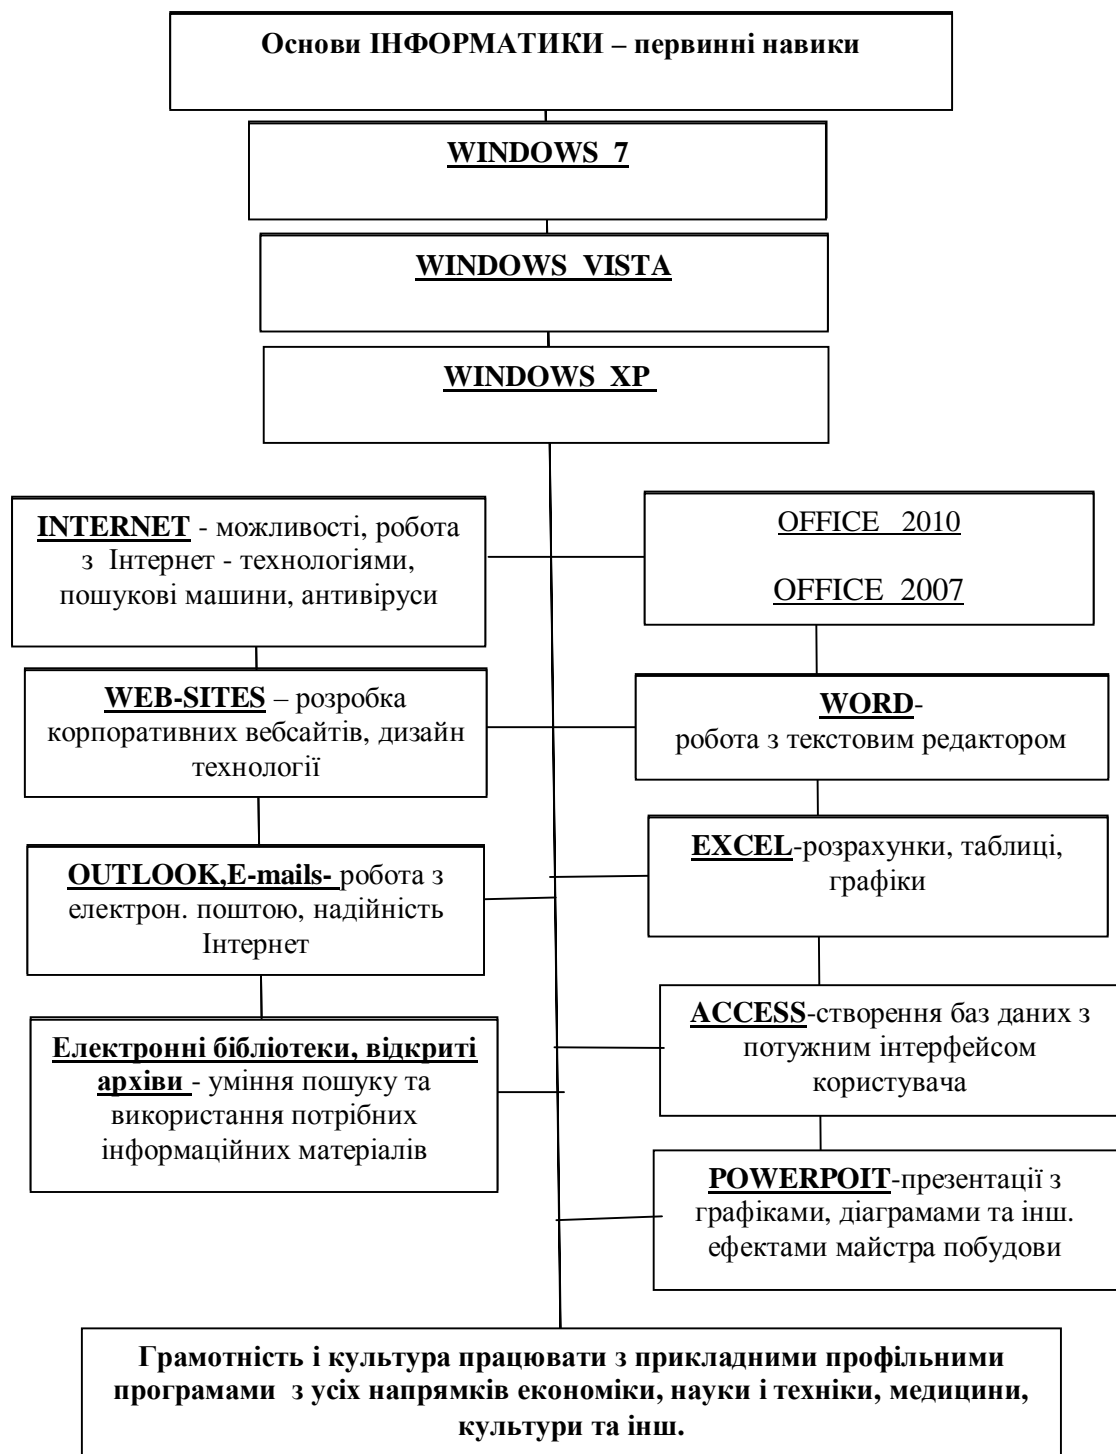 Основи ІНФОРМАТИКИ – первинні навики
WINDOWS 7
WINDOWS VISTA
WINDOWS XP
INTERNET - можливості, робота
з Інтернет - технологіями,
пошукові машини, антивіруси
OFFICE 2010
OFFICE 2007
WEB-SITES – розробка
корпоративних вебсайтів, дизайн
технології
WORD-
робота з текстовим редактором
OUTLOOK,E-mails- робота з
електрон. поштою, надійність
Інтернет
EXCEL-розрахунки, таблиці,
графіки
Електронні бібліотеки, відкриті
архіви - уміння пошуку та
використання потрібних
інформаційних матеріалів
ACCESS-створення баз даних з
потужним інтерфейсом
користувача
POWERPOIT-презентації з
графіками, діаграмами та інш.
ефектами майстра побудови
Грамотність і культура працювати з прикладними профільними
програмами з усіх напрямків економіки, науки і техніки, медицини,
культури та інш.